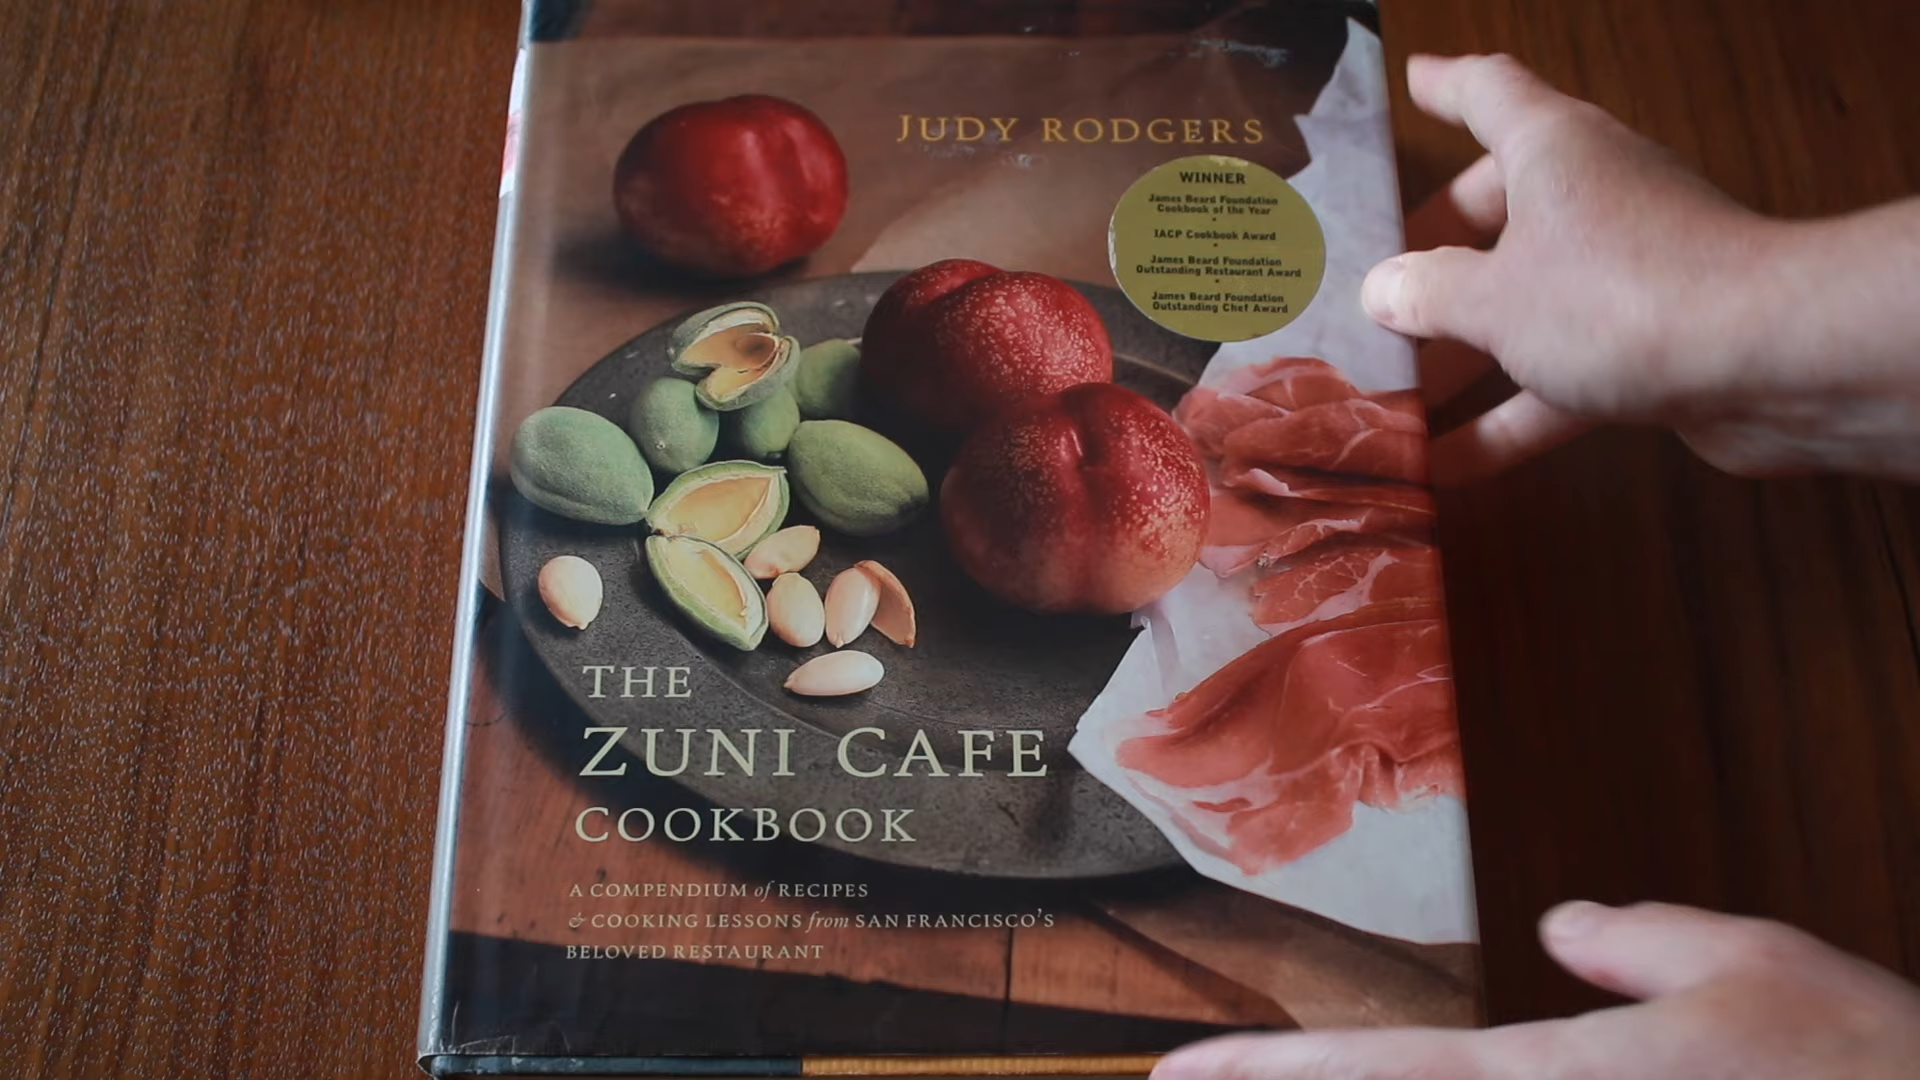 JUDY RODGERS
WINNER
James Beard Foundation
Cookbook of the Year
•
IACP Cookbook Award
•
James Beard Foundation
Outstanding Restaurant Award
•
James Beard Foundation
Outstanding Chef Award
THE
ZUNI CAFE
COOKBOOK
A COMPENDIUM of RECIPES
& COOKING LESSONS from SAN FRANCISCO'S
BELOVED RESTAURANT